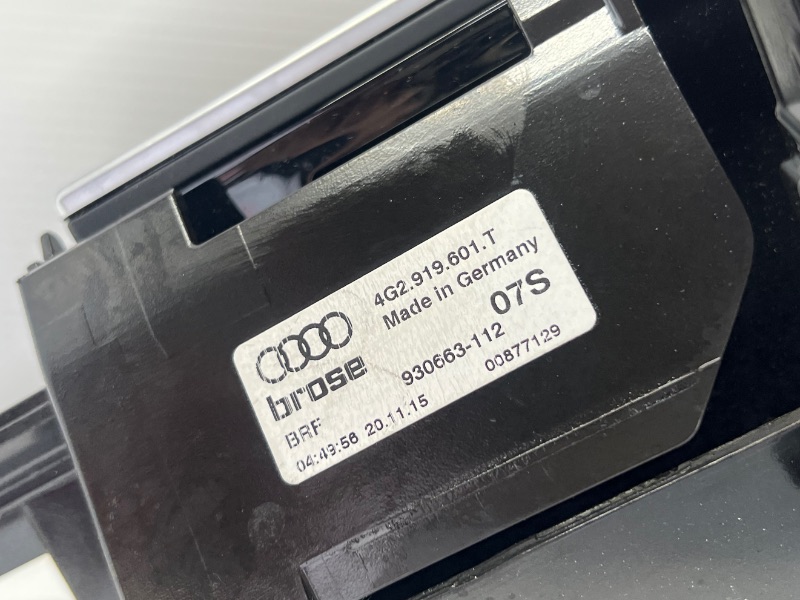 4G2.919.601.T
Made in Germany
07S
brose
930663-112
BRF
00877129
04:49:56 20.11.15